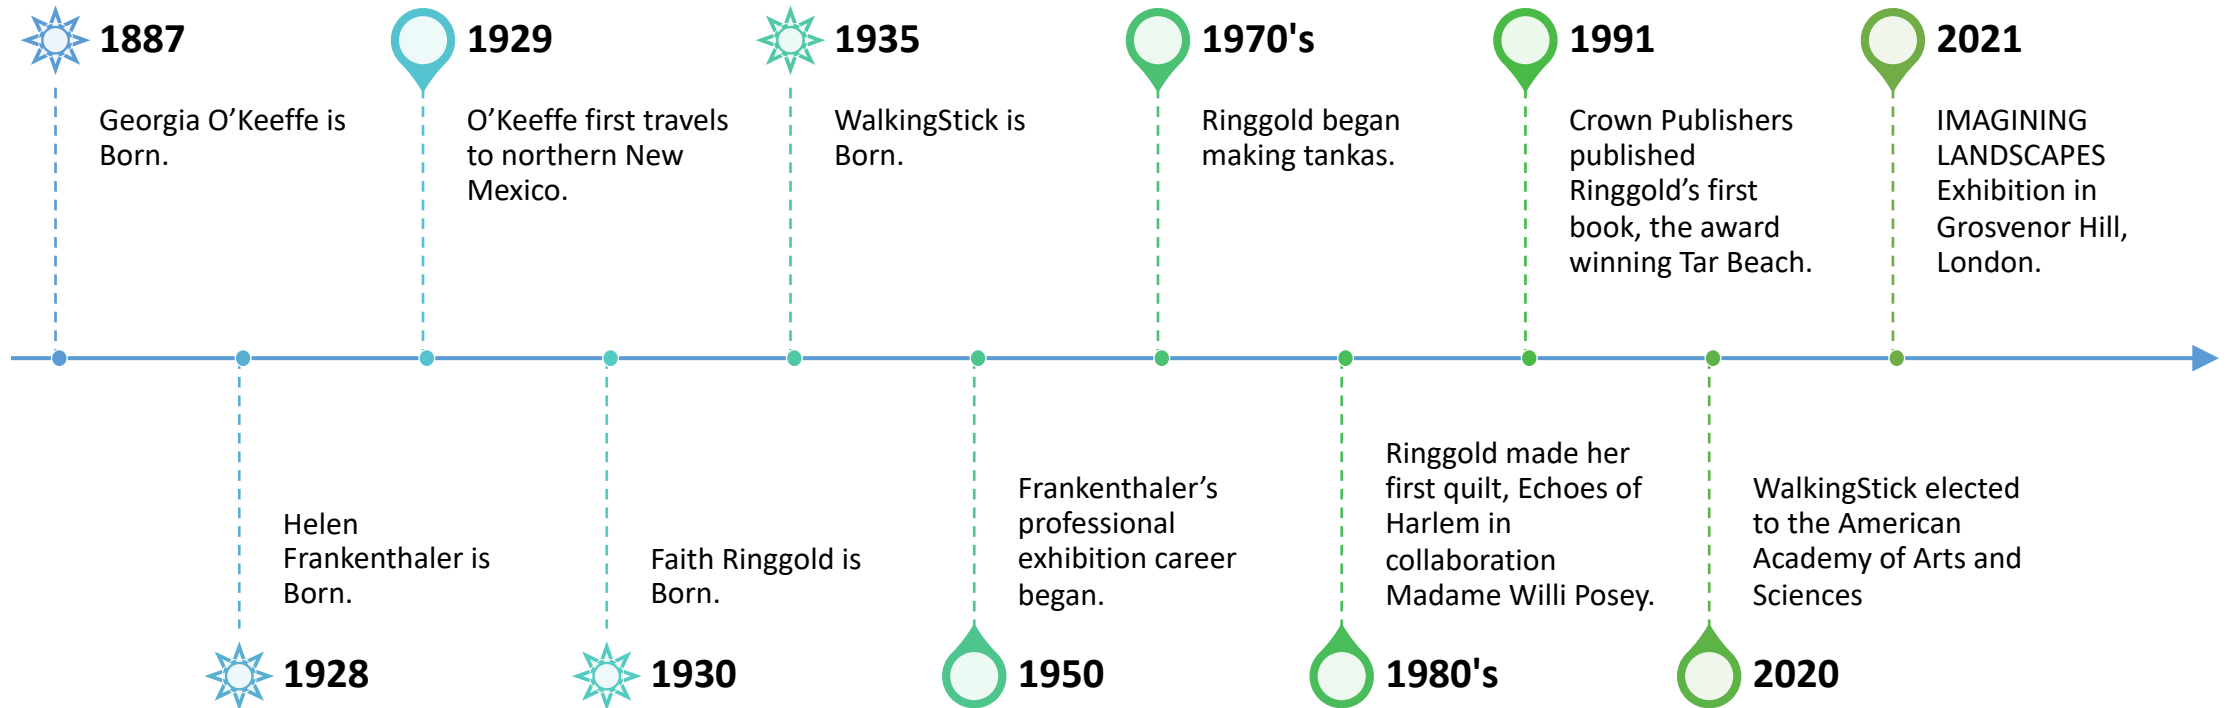 1887
Georgia O’Keeffe is
Born.
1929
O’Keeffe first travels
to northern New
Mexico.
1935
WalkingStick is
Born.
1970's
Ringgold began
making tankas.
1991
Crown Publishers
published
Ringgold’s first
book, the award
winning Tar Beach.
2021
IMAGINING
LANDSCAPES
Exhibition in
Grosvenor Hill,
London.
Helen
Frankenthaler is
Born.
1928
Faith Ringgold is
Born.
1930
Frankenthaler’s
professional
exhibition career
began.
1950
Ringgold made her
first quilt, Echoes of
Harlem in
collaboration
Madame Willi Posey.
1980's
WalkingStick elected
to the American
Academy of Arts and
Sciences
2020